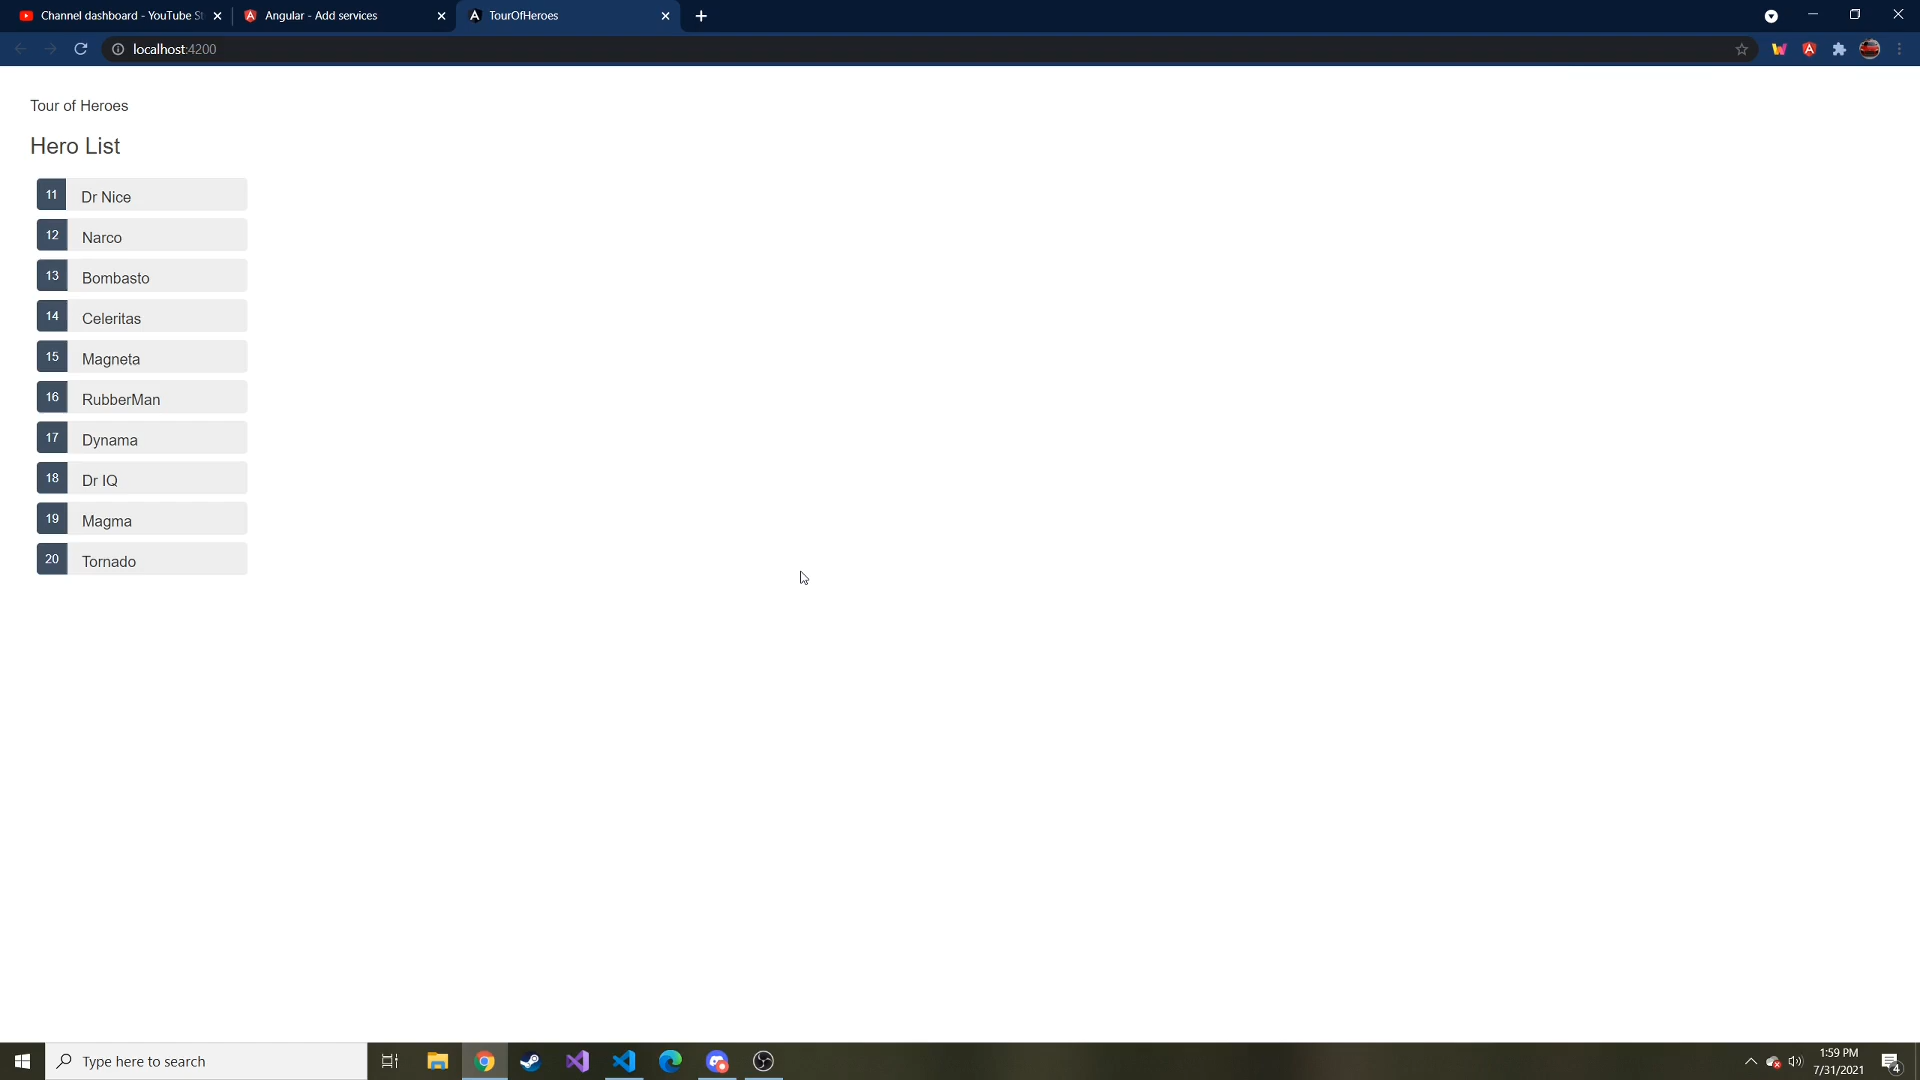 Channel dashboard - YouTube St
Angular - Add services
TourOfHeroes
localhost:4200
Tour of Heroes
Hero List
11 Dr Nice
12 Narco
13 Bombasto
14 Celeritas
15 Magneta
16 RubberMan
17 Dynama
18 Dr IQ
19 Magma
20 Tornado
Type here to search
1:59 PM
7/31/2021
4